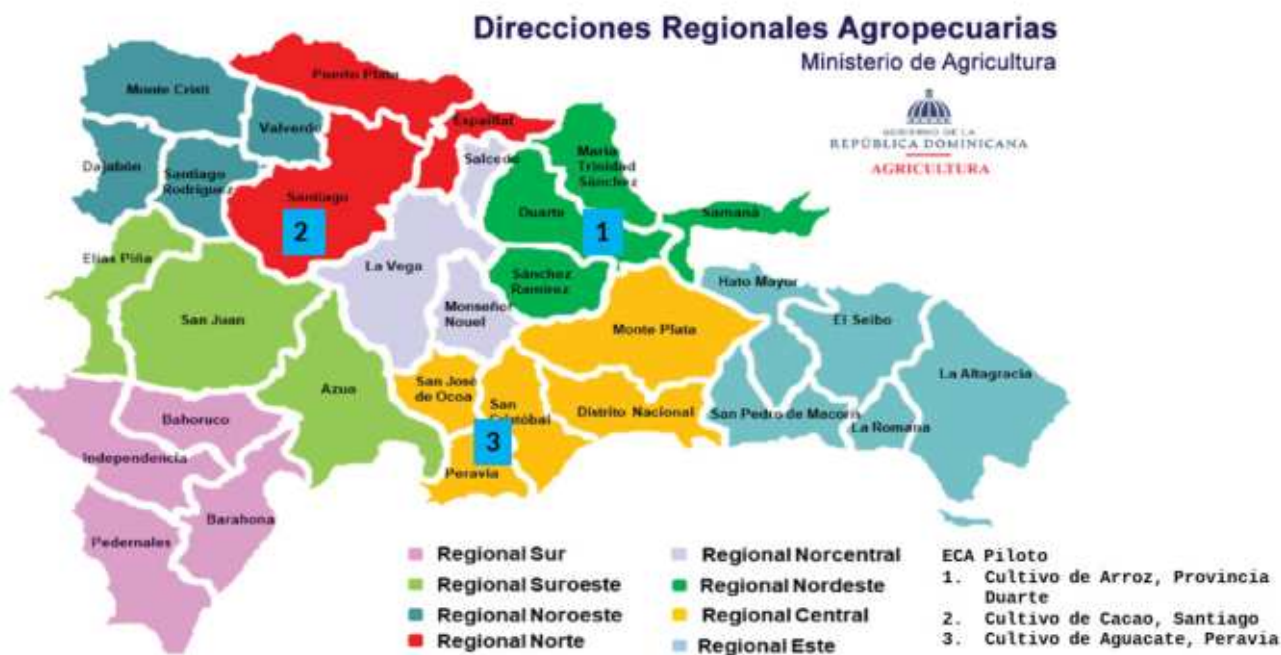 Direcciones Regionales Agropecuarias
Ministerio de Agricultura
GOBIERNO DE LA
REPÚBLICA DOMINICANA
AGRICULTURA
Puerto Plata
Monte Cristi
Valverde
Espaillat
Salcedo
María
Trinidad
Sánchez
Dajabón
Santiago
Rodríguez
Santiago
2
Duarte
1
Samaná
Elías Piña
La Vega
Sánchez
Ramírez
Hato Mayor
San Juan
Monseñor
Nouel
Monte Plata
El Seibo
Azua
San José
de Ocoa
San
Cristóbal
Distrito Nacional
San Pedro de Macorís
La Romana
La Altagracia
Bahoruco
3
Independencia
Peravia
Barahona
Pedernales
Regional Sur
Regional Suroeste
Regional Noroeste
Regional Norte
Regional Norcentral
Regional Nordeste
Regional Central
Regional Este
ECA Piloto
1. Cultivo de Arroz, Provincia
Duarte
2. Cultivo de Cacao, Santiago
3. Cultivo de Aguacate, Peravia